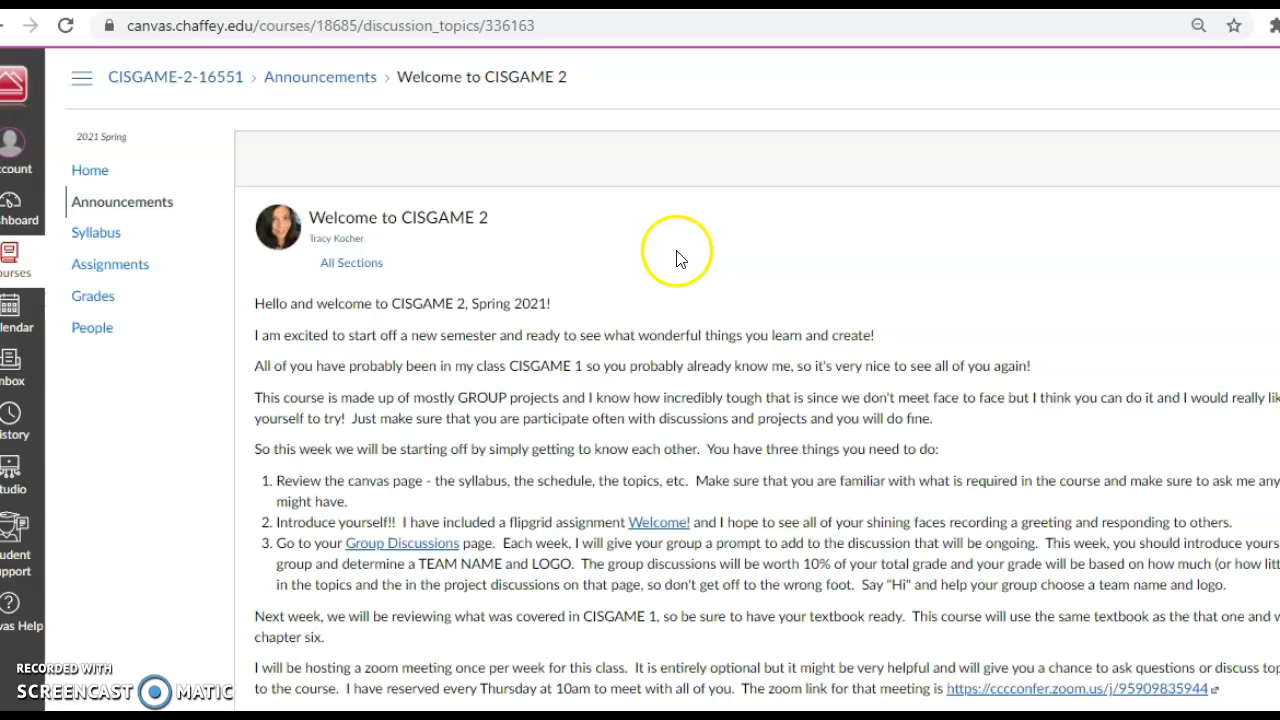 canvas.chaffey.edu/courses/18685/discussion_topics/336163
CISGAME-2-16551 › Announcements › Welcome to CISGAME 2
2021 Spring
Home
Announcements
Syllabus
Assignments
Grades
People
ccount
shboard
ourses
lendar
nbox
istory
tudio
udent
upport
vas Help
Welcome to CISGAME 2
Tracy Kocher
All Sections
Hello and welcome to CISGAME 2, Spring 2021!
I am excited to start off a new semester and ready to see what wonderful things you learn and create!
All of you have probably been in my class CISGAME 1 so you probably already know me, so it's very nice to see all of you again!
This course is made up of mostly GROUP projects and I know how incredibly tough that is since we don't meet face to face but I think you can do it and I would really lik
yourself to try! Just make sure that you are participate often with discussions and projects and you will do fine.
So this week we will be starting off by simply getting to know each other. You have three things you need to do:
1. Review the canvas page - the syllabus, the schedule, the topics, etc. Make sure that you are familiar with what is required in the course and make sure to ask me any
might have.
2. Introduce yourself!! I have included a flipgrid assignment Welcome! and I hope to see all of your shining faces recording a greeting and responding to others.
3. Go to your Group Discussions page. Each week, I will give your group a prompt to add to the discussion that will be ongoing. This week, you should introduce yours
group and determine a TEAM NAME and LOGO. The group discussions will be worth 10% of your total grade and your grade will be based on how much (or how litt
in the topics and the in the project discussions on that page, so don't get off to the wrong foot. Say "Hi" and help your group choose a team name and logo.
Next week, we will be reviewing what was covered in CISGAME 1, so be sure to have your textbook ready. This course will use the same textbook as the that one and w
chapter six.
I will be hosting a zoom meeting once per week for this class. It is entirely optional but it might be very helpful and will give you a chance to ask questions or discuss top
to the course. I have reserved every Thursday at 10am to meet with all of you. The zoom link for that meeting is https://cccconfer.zoom.us/j/95909835944
RECORDED WITH
SCREENCAST MATIC